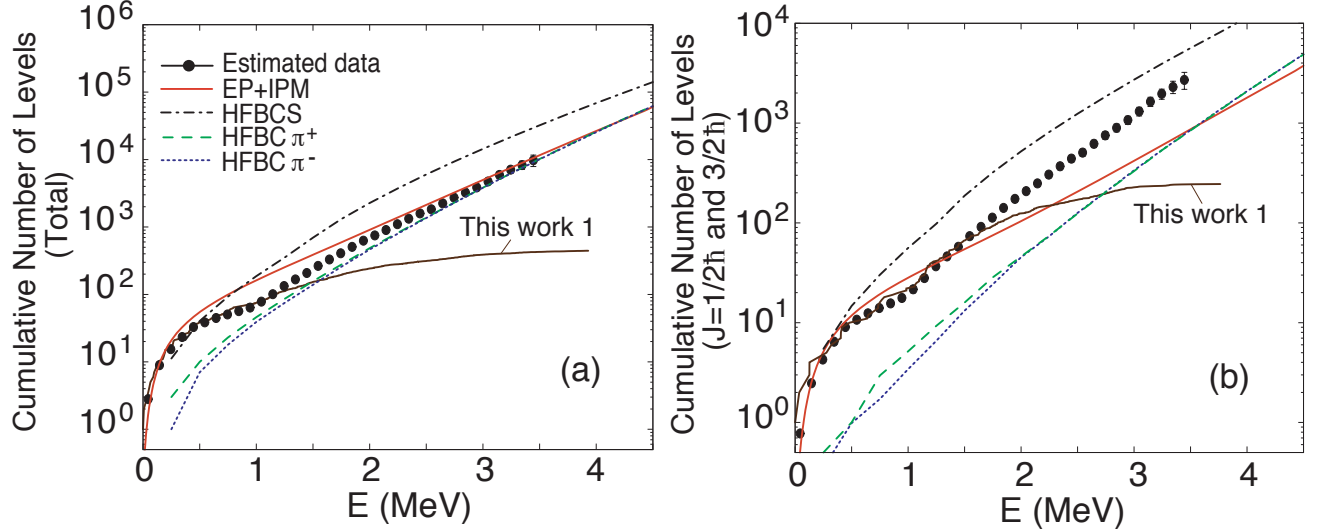 Cumulative Number of Levels
(Total)
10^6
10^5
10^4
10^3
10^2
10^1
10^0
Estimated data
EP+IPM
HFBCS
HFBC π^+
HFBC π^-
This work 1
(a)
0 1 2 3 4
E (MeV)
Cumulative Number of Levels
(J=1/2ħ and 3/2ħ)
10^4
10^3
10^2
10^1
10^0
This work 1
(b)
0 1 2 3 4
E (MeV)